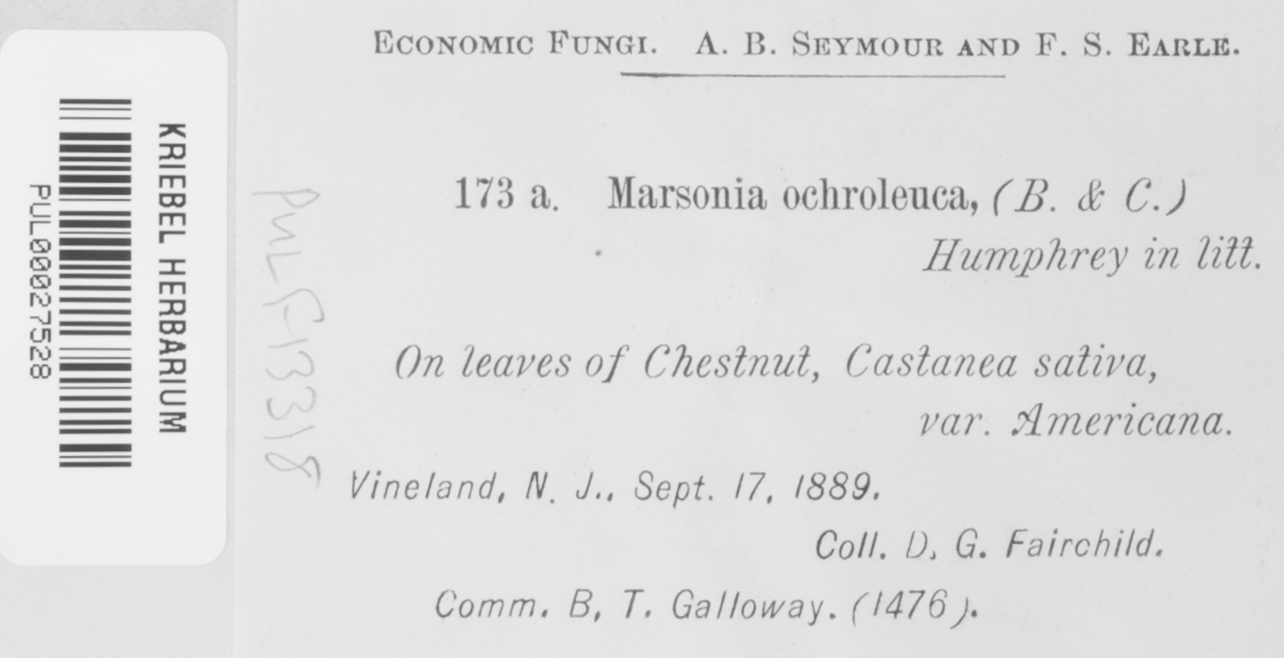 ECONOMIC FUNGI. A. B. SEYMOUR AND F. S. EARLE.
173 a. Marsonia ochroleuca, (B. & C.)
Humphrey in litt.
On leaves of Chestnut, Castanea sativa,
var. Americana.
Vineland, N. J., Sept. 17, 1889.
Coll. D. G. Fairchild.
Comm. B, T. Galloway. (1476).
KRIEBEL HERBARIUM
PUL00027528
PUL F13318